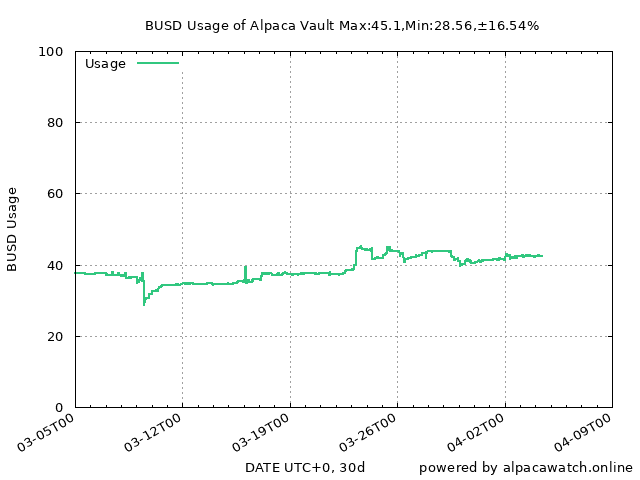 BUSD Usage of Alpaca Vault Max:45.1,Min:28.56,±16.54%
Usage
BUSD Usage
100
80
60
40
20
0
03-05T00
03-12T00
03-19T00
03-26T00
04-02T00
04-09T00
DATE UTC+0, 30d
powered by alpacawatch.online